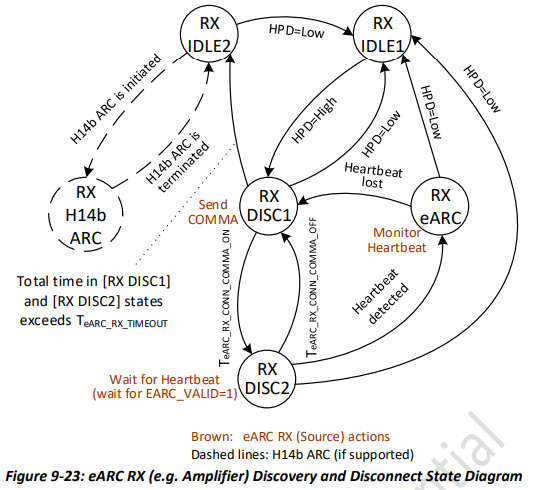 RX
IDLE2
HPD=Low
RX
IDLE1
H14b ARC is initiated
H14b ARC is
terminated
HPD=High
HPD=Low
HPD=Low
HPD=Low
RX
H14b
ARC
Send
COMMA
RX
DISC1
Heartbeat
lost
RX
eARC
Monitor
Heartbeat
Total time in [RX DISC1]
and [RX DISC2] states
exceeds TeARC_RX_TIMEOUT
TeARC_RX_CONN_COMMA_ON
TeARC_RX_CONN_COMMA_OFF
Heartbeat
detected
Wait for Heartbeat
(wait for EARC_VALID=1)
RX
DISC2
Brown: eARC RX (Source) actions
Dashed lines: H14b ARC (if supported)
Figure 9-23: eARC RX (e.g. Amplifier) Discovery and Disconnect State Diagram